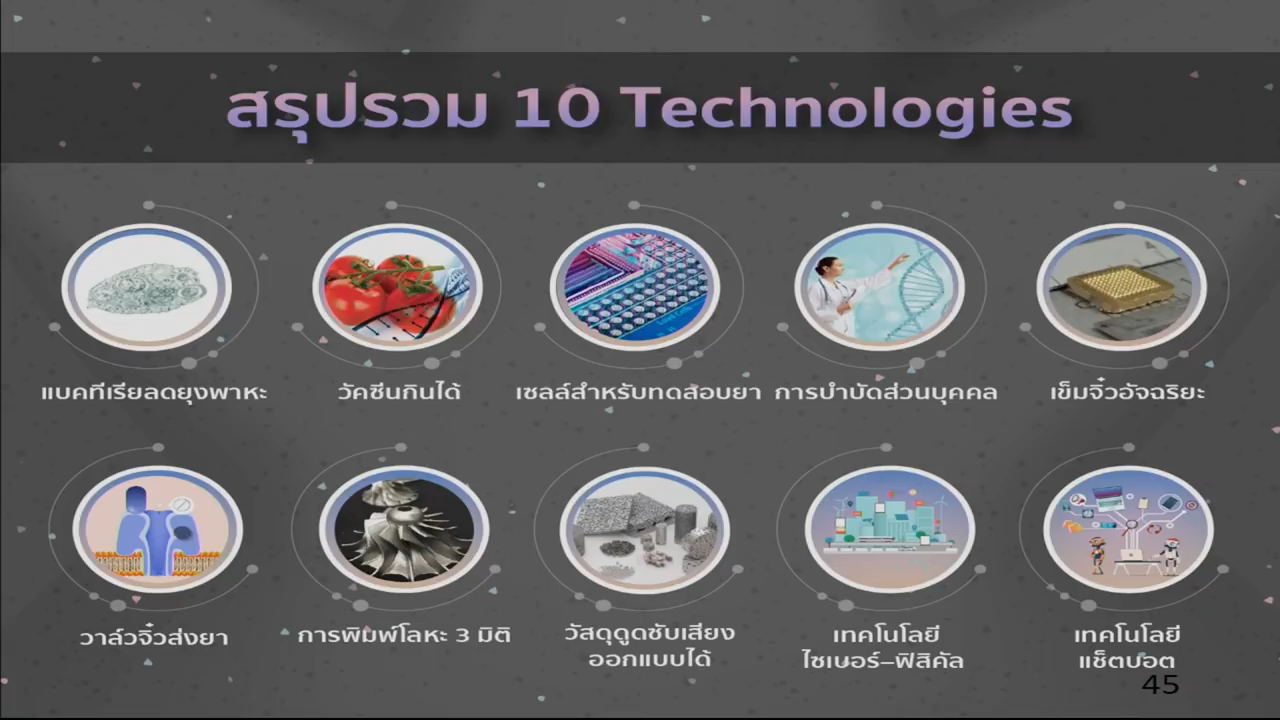 สรุปรวม 10 Technologies
แบคทีเรียลดยุงพาหะ
วัคซีนกินได้
เซลล์สำหรับทดสอบยา
การบำบัดส่วนบุคคล
เข็มจิ๋วอัจฉริยะ
วาล์วจิ๋วส่งยา
การพิมพ์โลหะ 3 มิติ
วัสดุดูดซับเสียง
ออกแบบได้
เทคโนโลยี
ไซเบอร์–ฟิสิคัล
เทคโนโลยี
แช็ตบอต
45